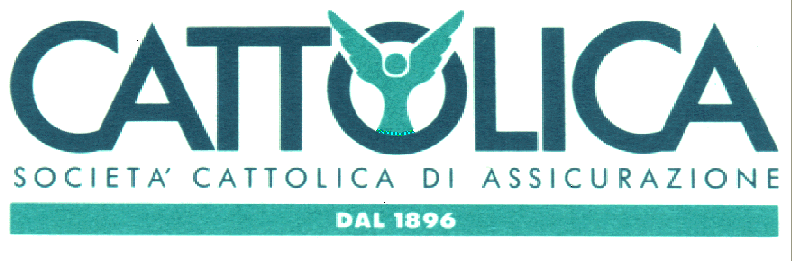 CATTOLICA
SOCIETA' CATTOLICA DI ASSICURAZIONE
DAL 1896